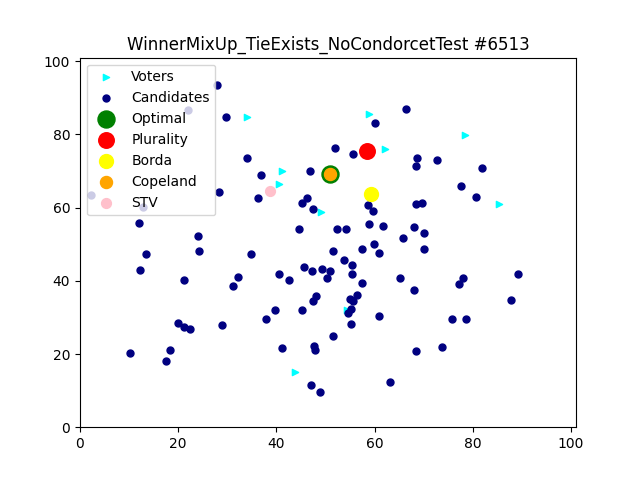 WinnerMixUp_TieExists_NoCondorcetTest #6513
Voters
Candidates
Optimal
Plurality
Borda
Copeland
STV
100
80
60
40
20
0
0 20 40 60 80 100